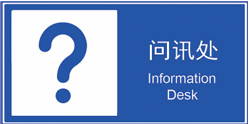 ?
问讯处
Information
Desk